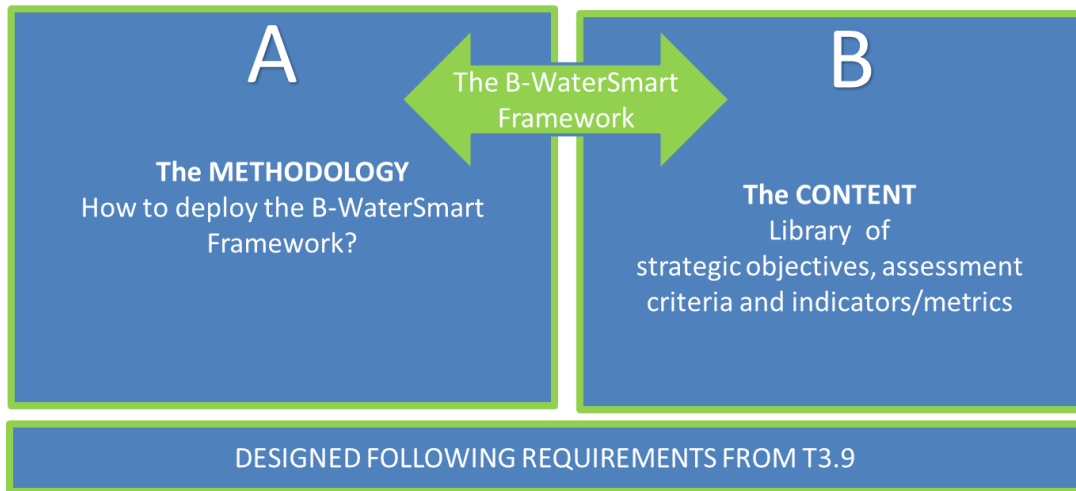 A
The METHODOLOGY
How to deploy the B-WaterSmart
Framework?
The B-WaterSmart
Framework
B
The CONTENT
Library of
strategic objectives, assessment
criteria and indicators/metrics
DESIGNED FOLLOWING REQUIREMENTS FROM T3.9